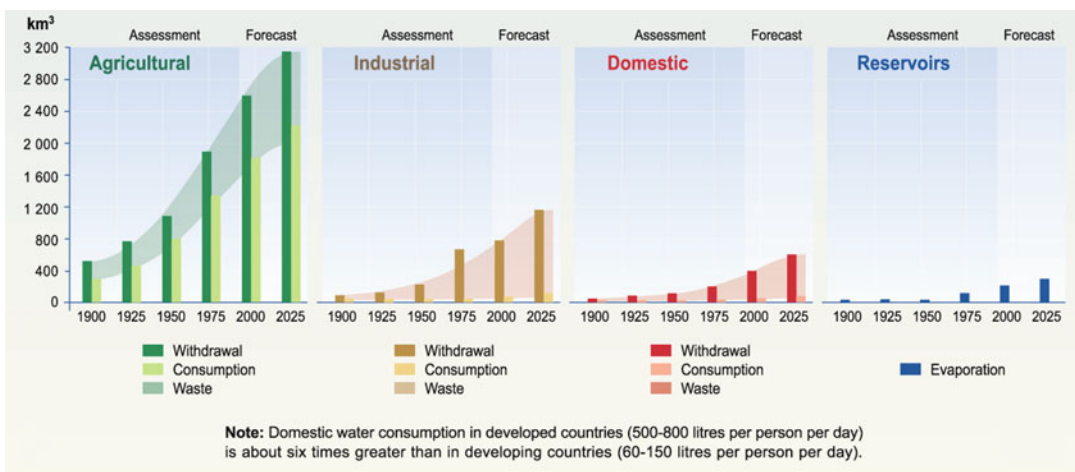 km³
Assessment Forecast Assessment Forecast Assessment Forecast Assessment Forecast
3 200
Agricultural Industrial Domestic Reservoirs
2 800
2 400
2 000
1 600
1 200
800
400
0
1900 1925 1950 1975 2000 2025 1900 1925 1950 1975 2000 2025 1900 1925 1950 1975 2000 2025 1900 1925 1950 1975 2000 2025
Withdrawal Withdrawal Withdrawal
Consumption Consumption Consumption Evaporation
Waste Waste Waste
Note: Domestic water consumption in developed countries (500-800 litres per person per day)
is about six times greater than in developing countries (60-150 litres per person per day).